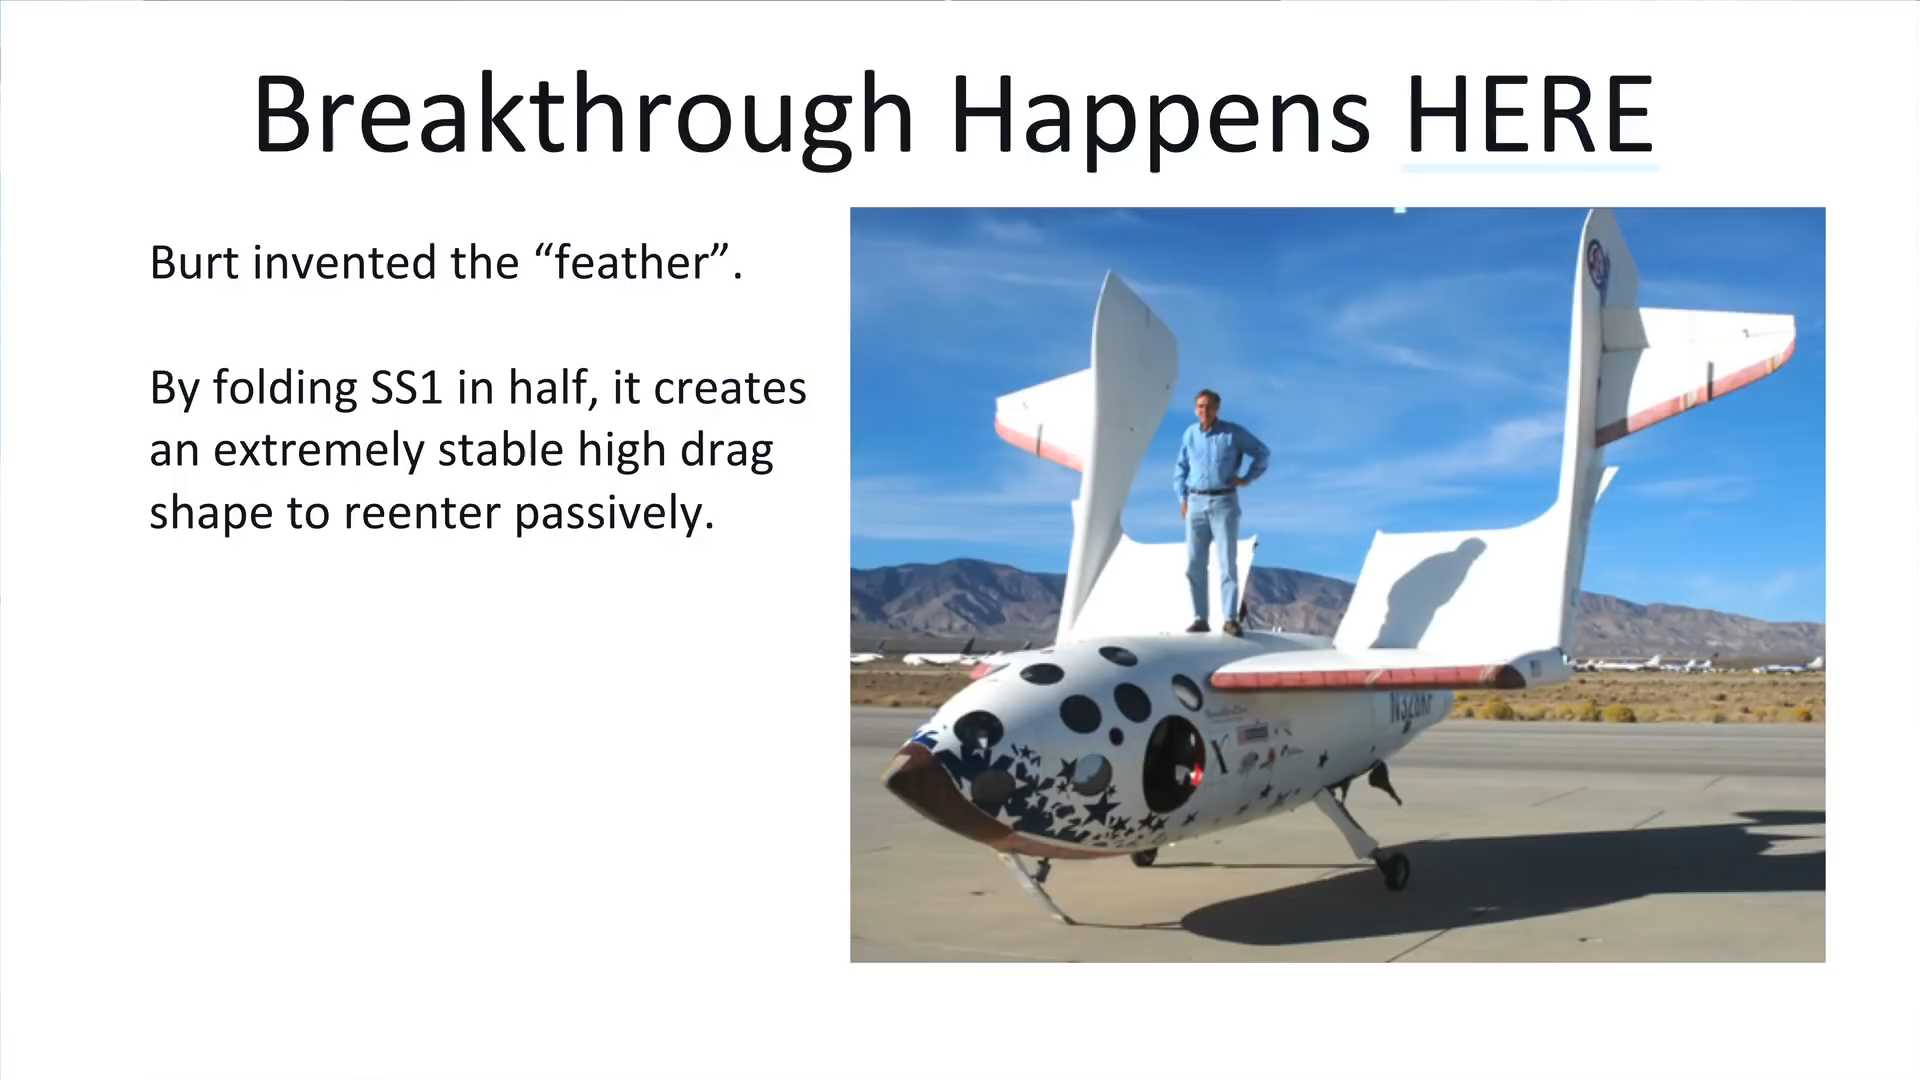 Breakthrough Happens HERE
Burt invented the “feather”.
By folding SS1 in half, it creates
an extremely stable high drag
shape to reenter passively.